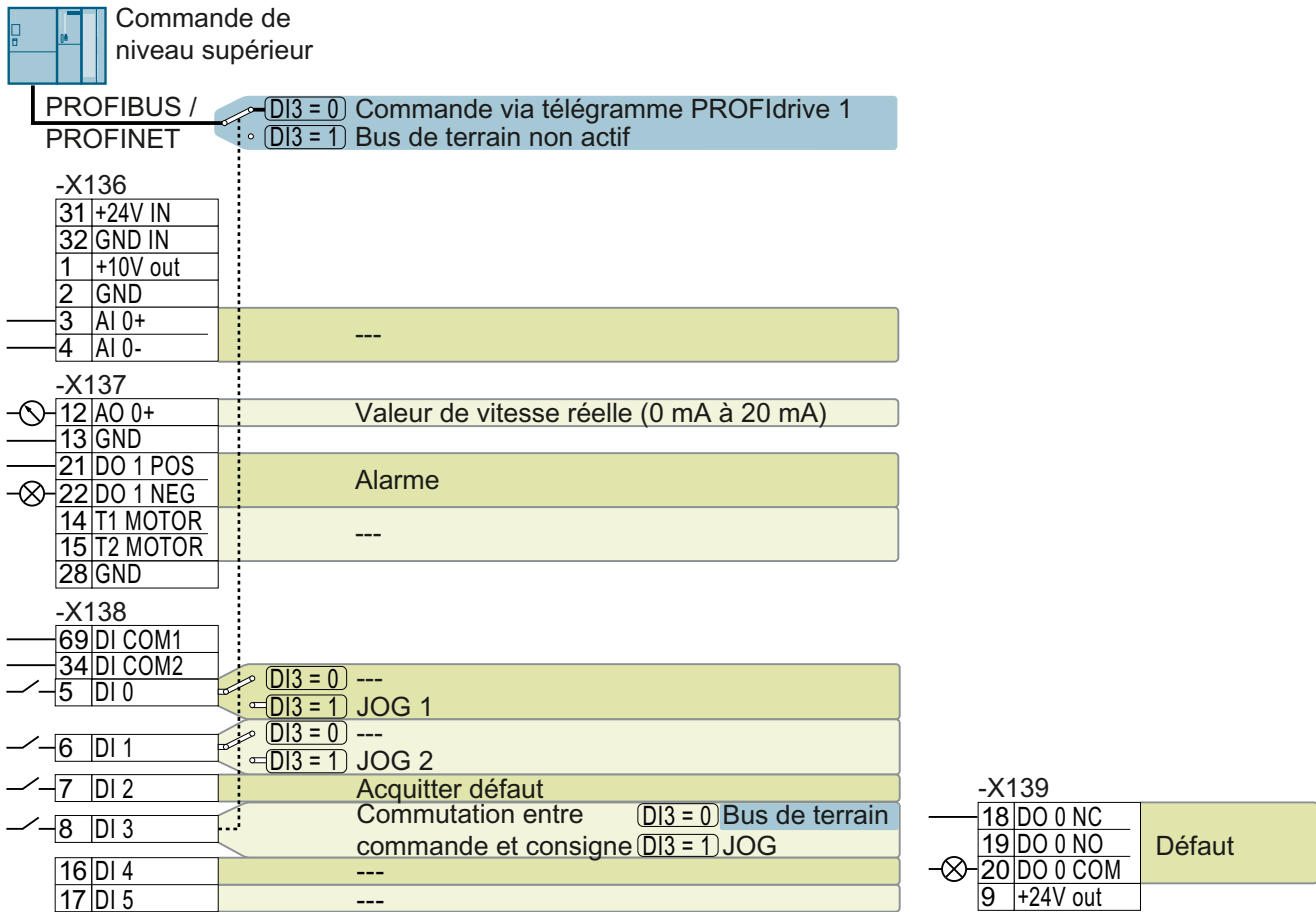 Commande de
niveau supérieur
PROFIBUS /
PROFINET
DI3 = 0 Commande via télégramme PROFIdrive 1
DI3 = 1 Bus de terrain non actif
-X136
31 +24V IN
32 GND IN
1 +10V out
2 GND
3 AI 0+
4 AI 0-
---
-X137
12 AO 0+ Valeur de vitesse réelle (0 mA à 20 mA)
13 GND
21 DO 1 POS
22 DO 1 NEG
Alarme
14 T1 MOTOR
15 T2 MOTOR
---
28 GND
-X138
69 DI COM1
34 DI COM2
5 DI 0
DI3 = 0 ---
DI3 = 1 JOG 1
6 DI 1
DI3 = 0 ---
DI3 = 1 JOG 2
7 DI 2 Acquitter défaut
8 DI 3
Commutation entre DI3 = 0 Bus de terrain
commande et consigne DI3 = 1 JOG
16 DI 4 ---
17 DI 5 ---
-X139
18 DO 0 NC
19 DO 0 NO
20 DO 0 COM
Défaut
9 +24V out